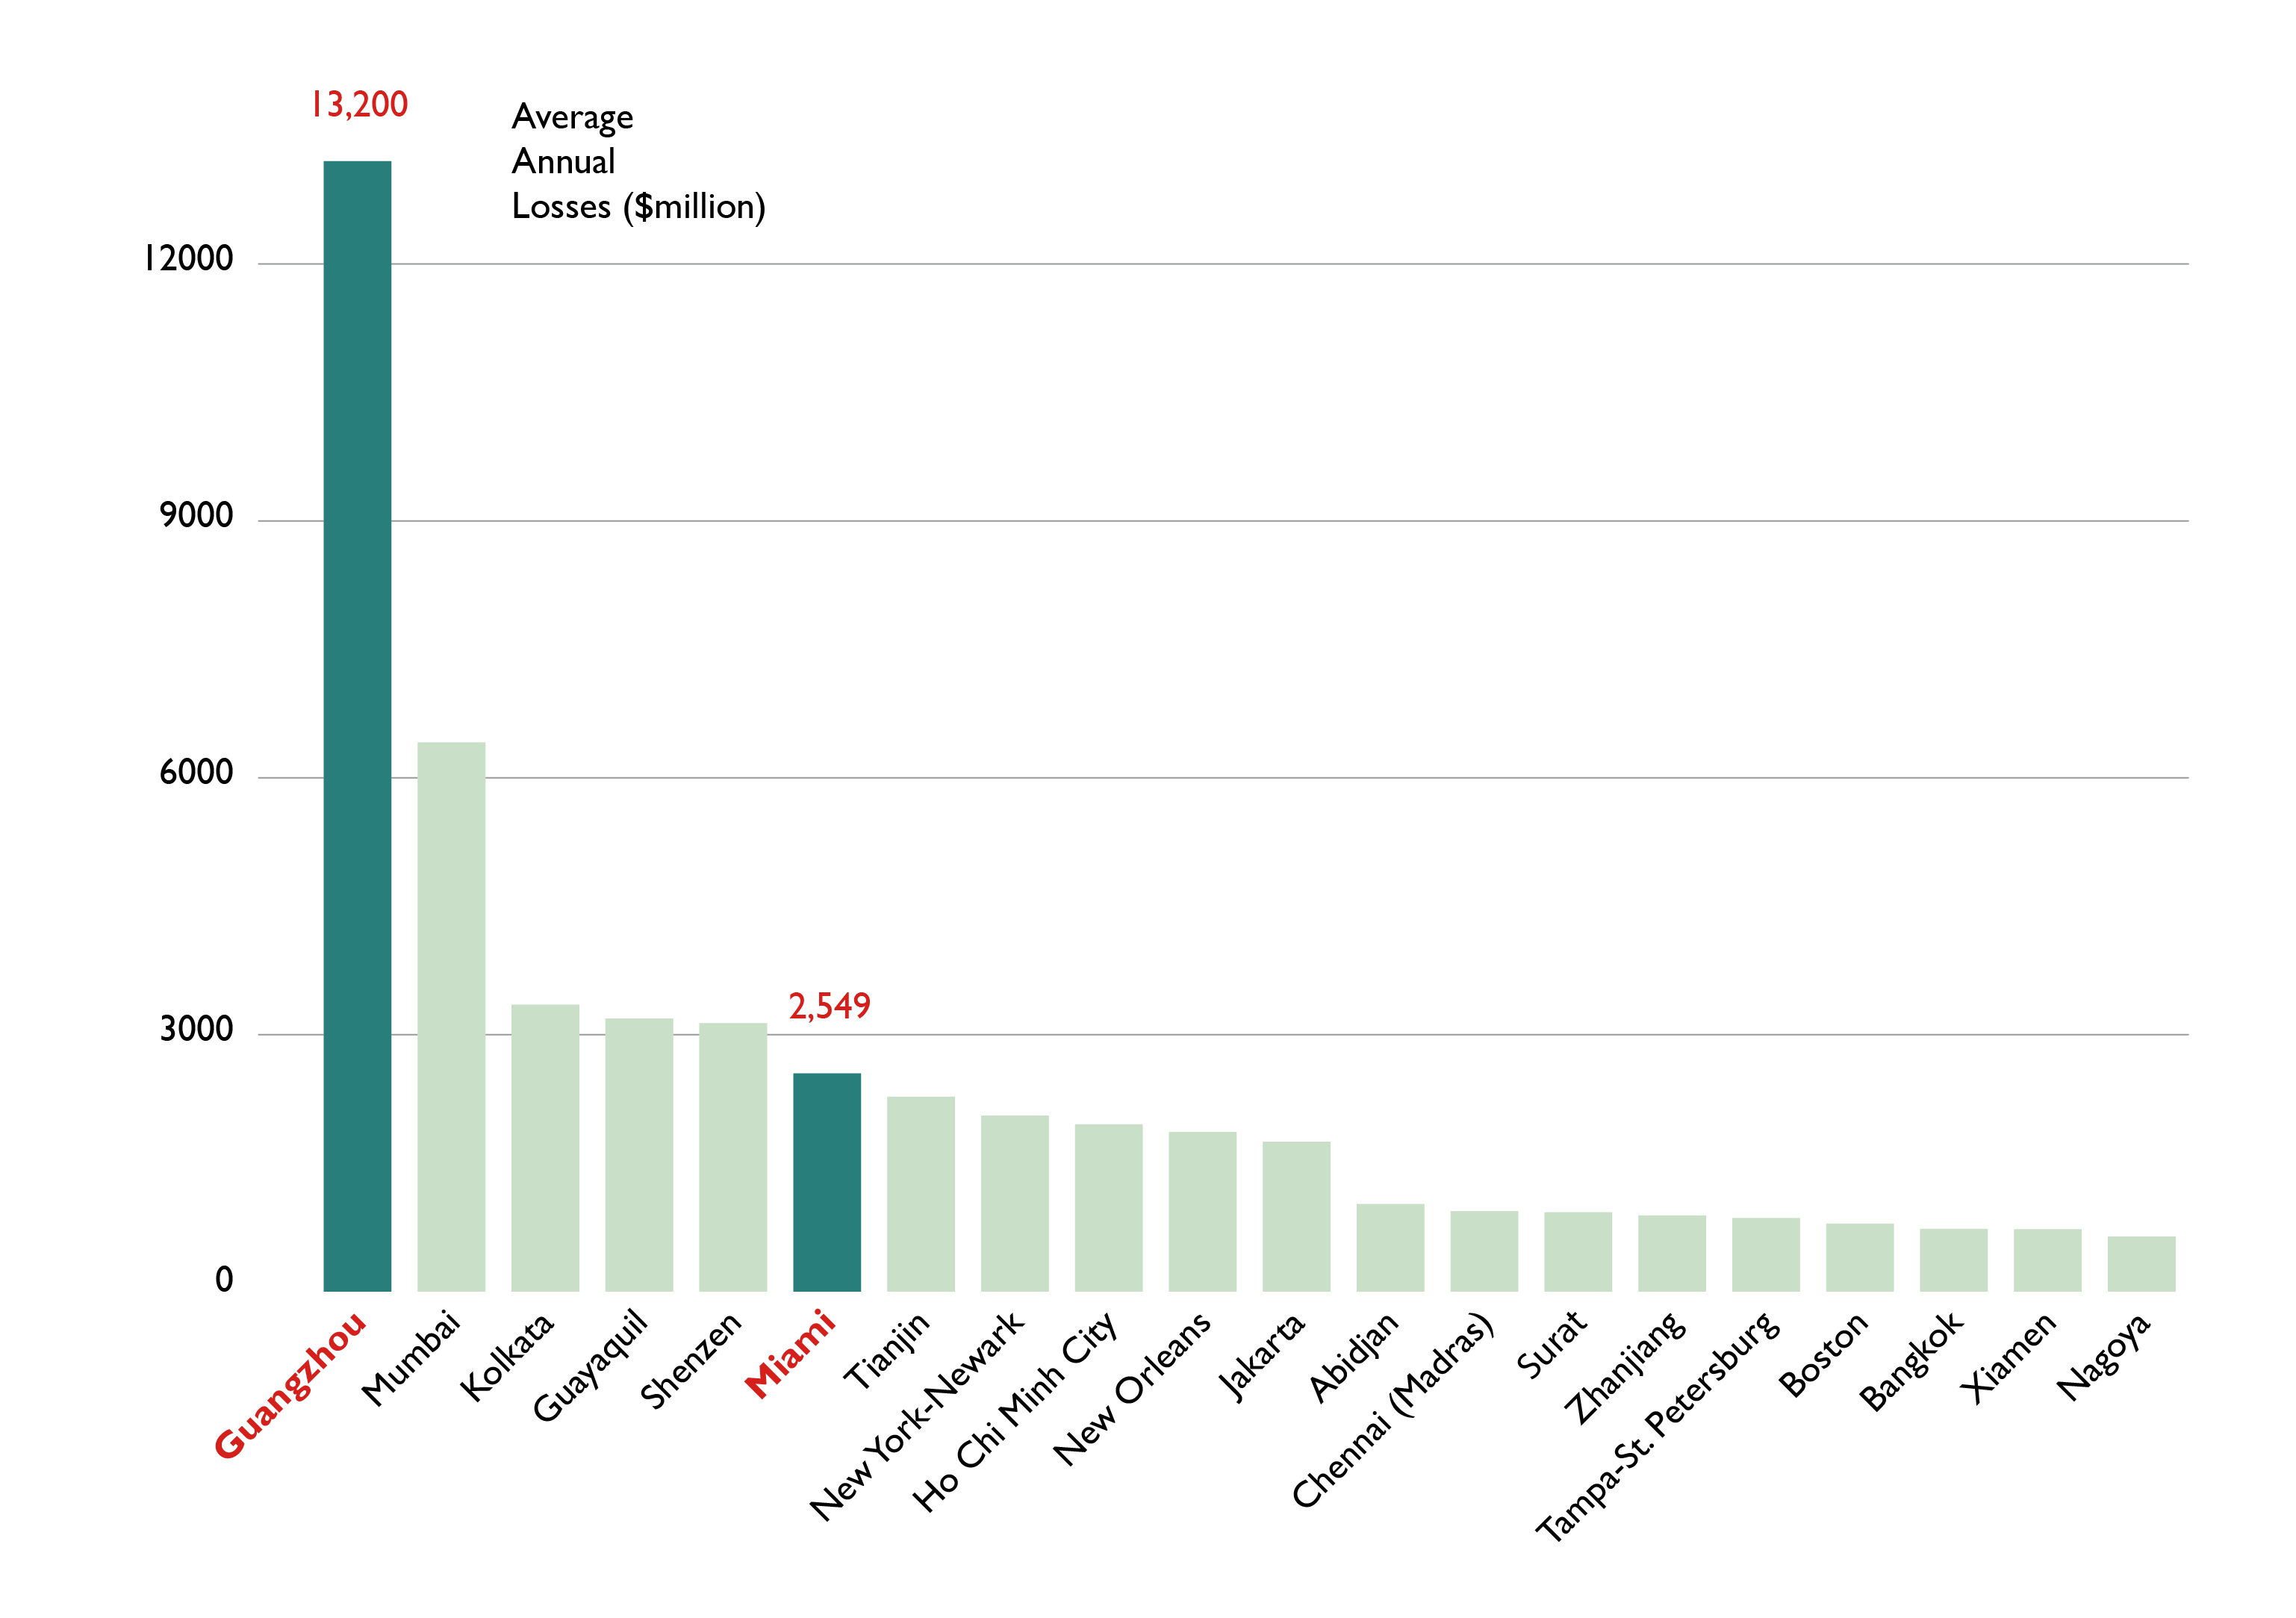 13,200
Average
Annual
Losses ($million)
12000
9000
6000
3000
2,549
0
Guangzhou
Mumbai
Kolkata
Guayaquil
Shenzen
Miami
Tianjin
New York-Newark
Ho Chi Minh City
New Orleans
Jakarta
Abidjan
Chennai (Madras)
Surat
Zhanjiang
Tampa-St. Petersburg
Boston
Bangkok
Xiamen
Nagoya